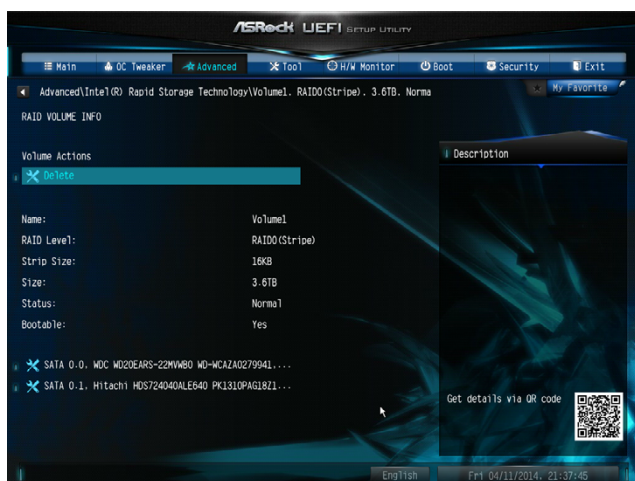 ASRock UEFI SETUP UTILITY
Main OC Tweaker Advanced Tool H/W Monitor Boot Security Exit
Advanced\Intel(R) Rapid Storage Technology\Volume1. RAID0(Stripe). 3.6TB. Norma
My Favorite
RAID VOLUME INFO
Description
Volume Actions
Delete
Name: Volume1
RAID Level: RAID0(Stripe)
Strip Size: 16KB
Size: 3.6TB
Status: Normal
Bootable: Yes
SATA 0.0. WDC WD20EARS-22MVWB0 WD-WCAZA0279941....
SATA 0.1. Hitachi HDS724040ALE640 PK1310PAG18Z1...
Get details via QR code
English Fri 04/11/2014. 21:37:45